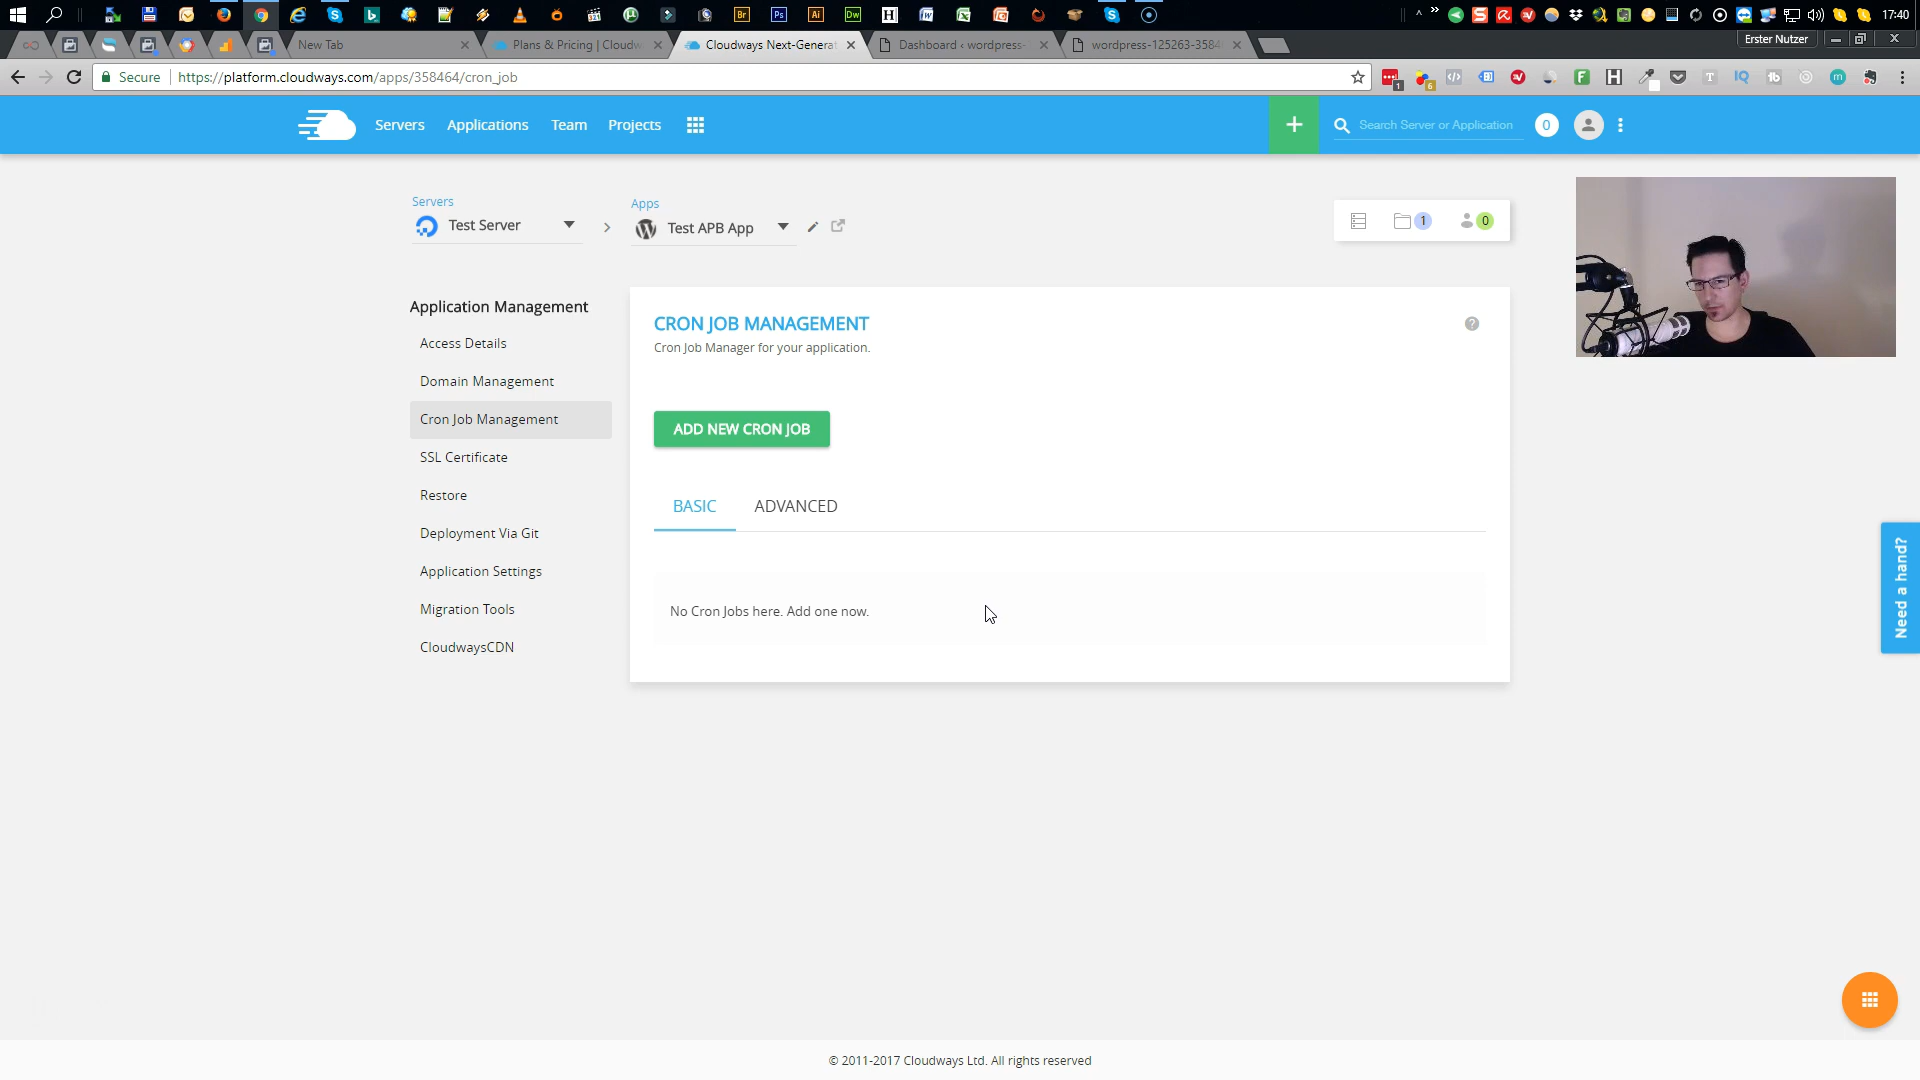 17:40
New Tab
Plans & Pricing | Cloudw
Cloudways Next-Generat
Dashboard ‹ wordpress-
wordpress-125263-3584
Erster Nutzer
Secure
https://platform.cloudways.com/apps/358464/cron_job
Servers
Applications
Team
Projects
+
Search Server or Application
0
Servers
Test Server
Apps
Test APB App
1
0
Application Management
Access Details
Domain Management
Cron Job Management
SSL Certificate
Restore
Deployment Via Git
Application Settings
Migration Tools
CloudwaysCDN
CRON JOB MANAGEMENT
Cron Job Manager for your application.
ADD NEW CRON JOB
BASIC
ADVANCED
No Cron Jobs here. Add one now.
Need a hand?
© 2011-2017 Cloudways Ltd. All rights reserved